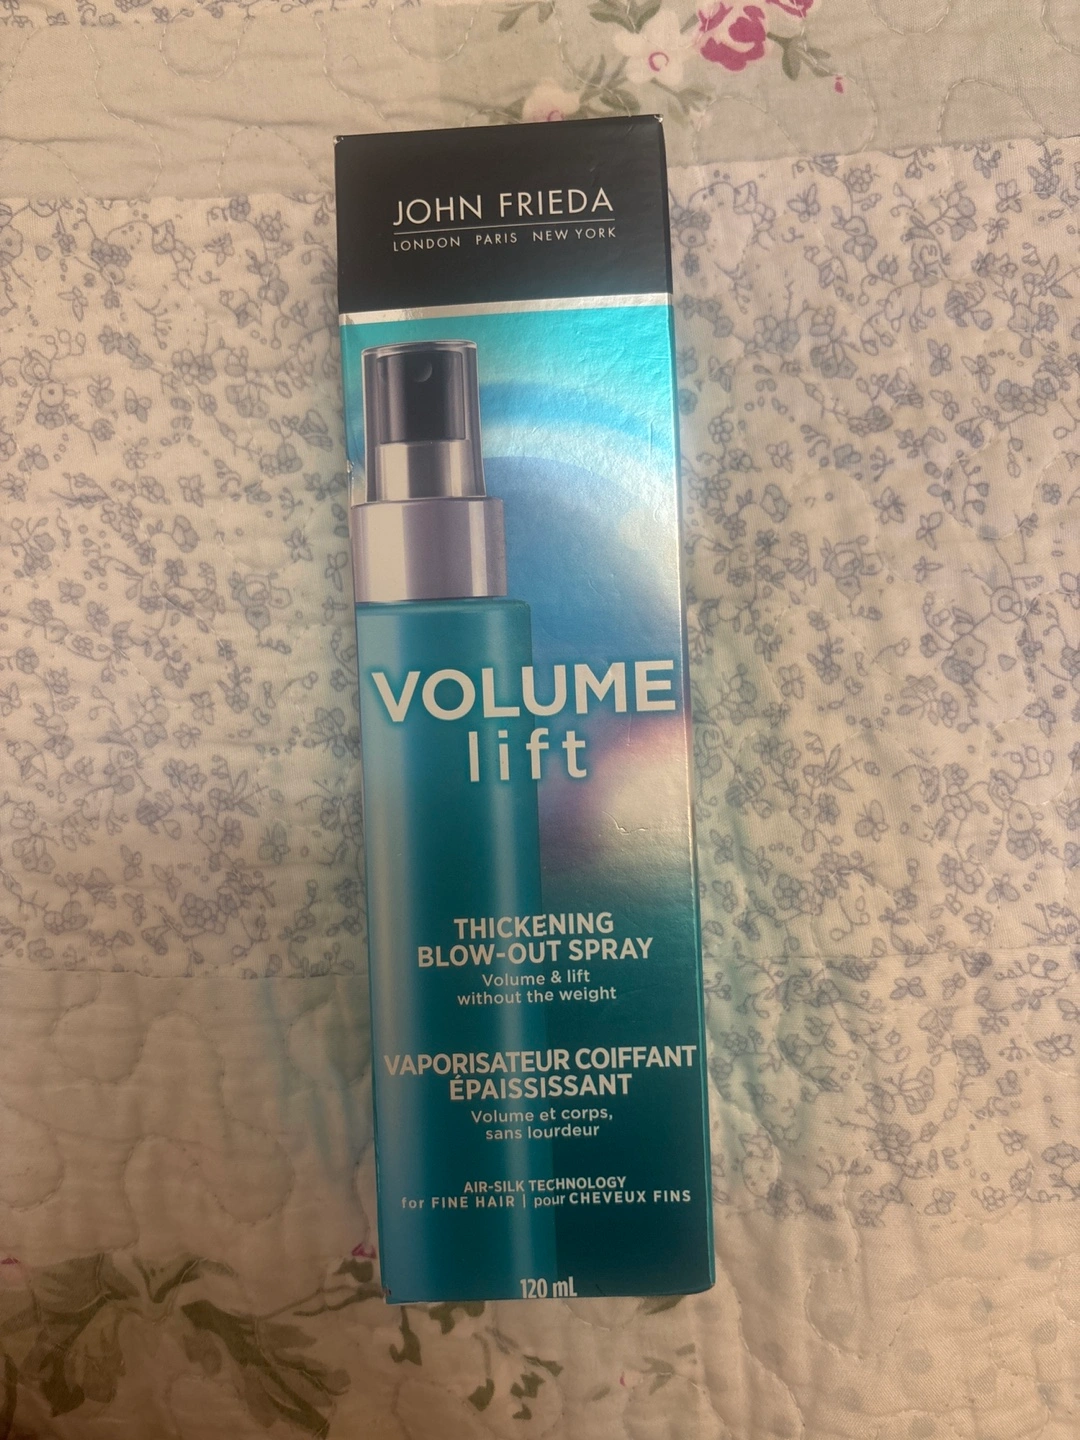 JOHN FRIEDA
LONDON PARIS NEW YORK
VOLUME
lift
THICKENING
BLOW-OUT SPRAY
Volume & lift
without the weight
VAPORISATEUR COIFFANT
ÉPAISSISSANT
Volume et corps,
sans lourdeur
AIR-SILK TECHNOLOGY
for FINE HAIR | pour CHEVEUX FINS
120 mL